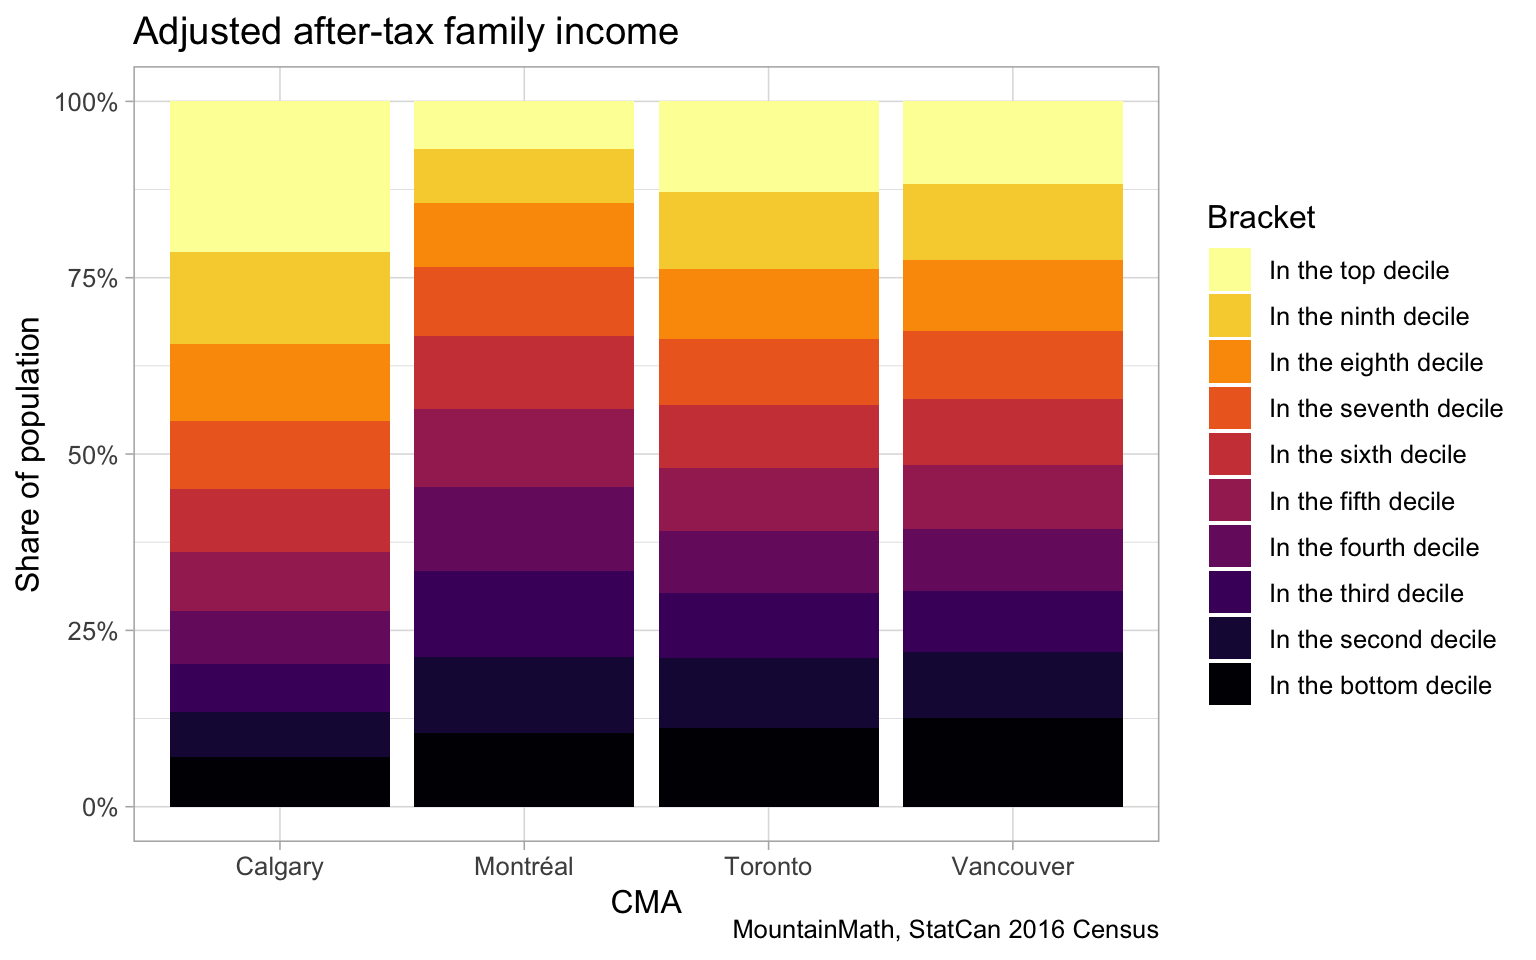 Adjusted after-tax family income
Share of population
100%
75%
50%
25%
0%
Calgary
Montréal
Toronto
Vancouver
CMA
Bracket
In the top decile
In the ninth decile
In the eighth decile
In the seventh decile
In the sixth decile
In the fifth decile
In the fourth decile
In the third decile
In the second decile
In the bottom decile
MountainMath, StatCan 2016 Census